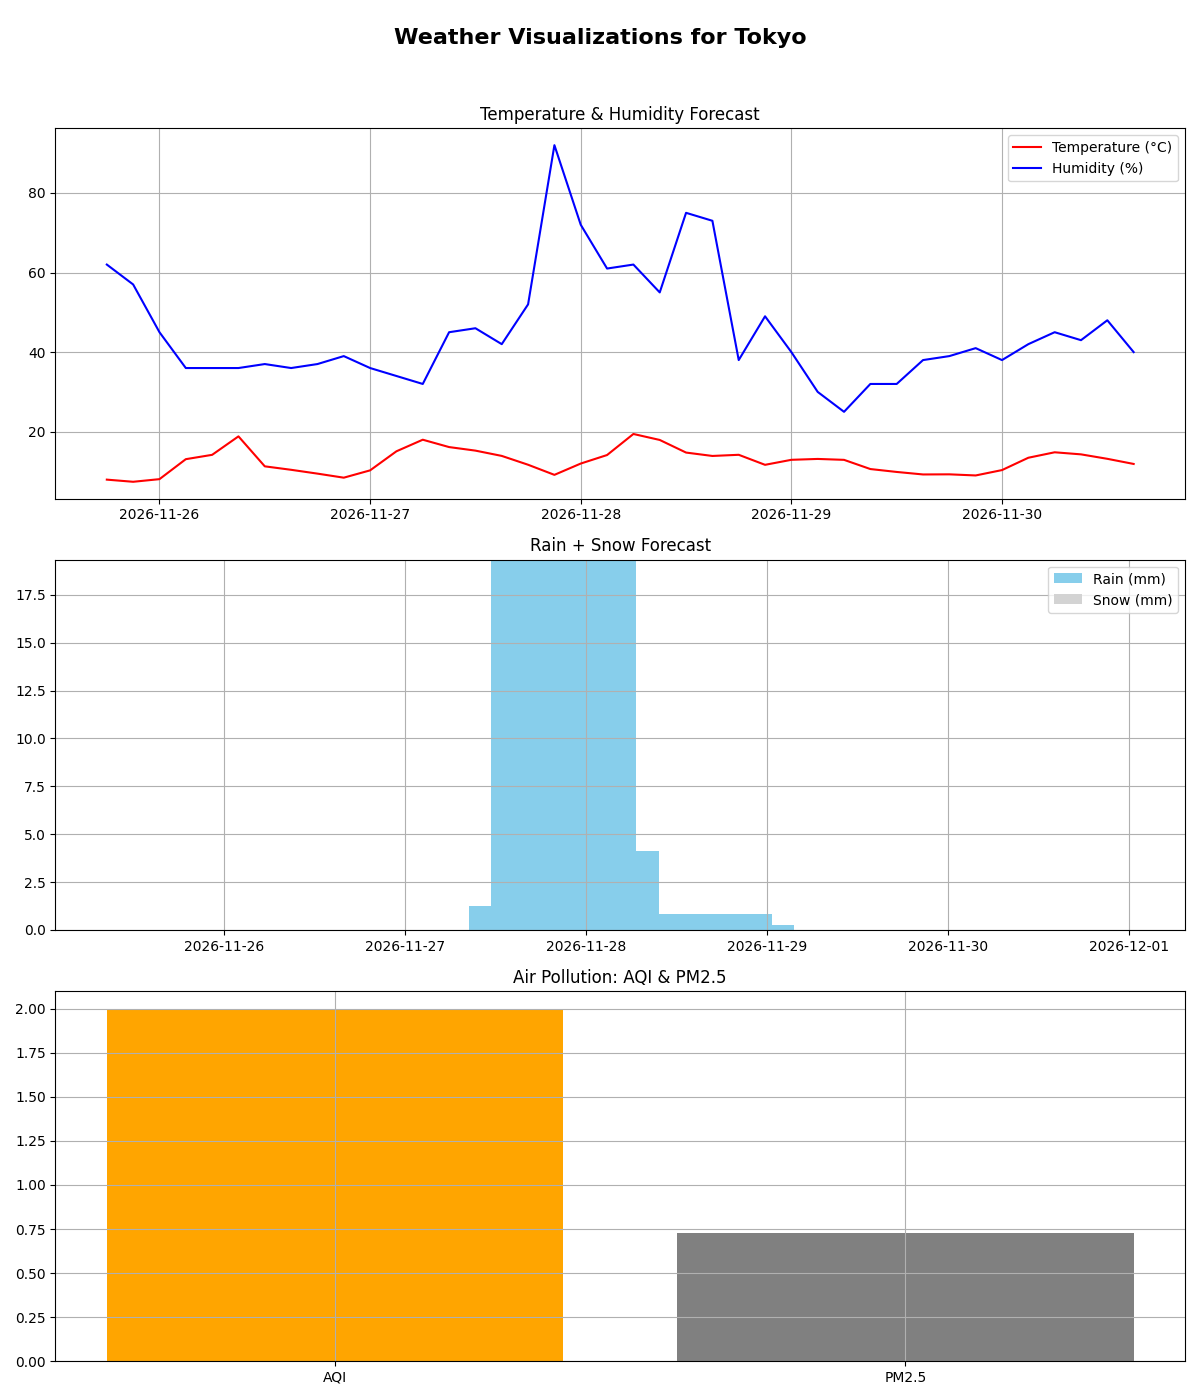 Weather Visualizations for Tokyo
Temperature & Humidity Forecast
Temperature (°C)
Humidity (%)
80
60
40
20
2026-11-26 2026-11-27 2026-11-28 2026-11-29 2026-11-30
Rain + Snow Forecast
Rain (mm)
Snow (mm)
17.5
15.0
12.5
10.0
7.5
5.0
2.5
0.0
2026-11-26 2026-11-27 2026-11-28 2026-11-29 2026-11-30 2026-12-01
Air Pollution: AQI & PM2.5
2.00
1.75
1.50
1.25
1.00
0.75
0.50
0.25
0.00
AQI PM2.5